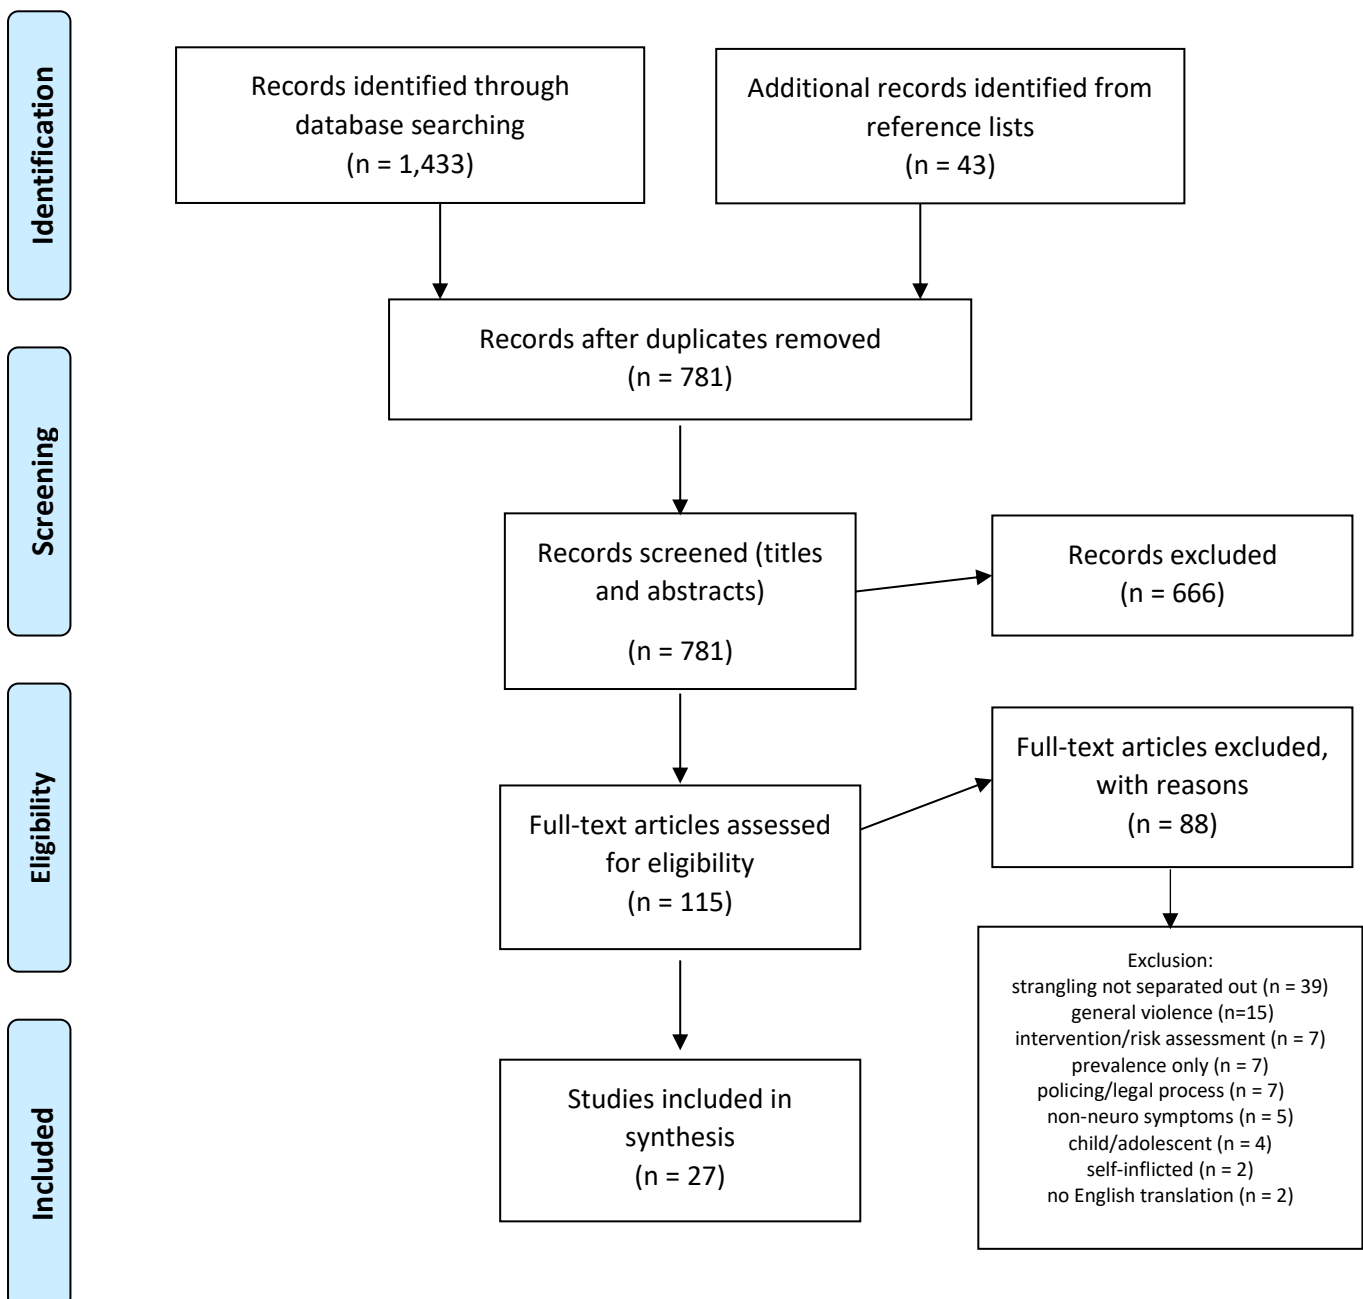 Identification
Records identified through
database searching
(n = 1,433)
Additional records identified from
reference lists
(n = 43)
Records after duplicates removed
(n = 781)
Screening
Records screened (titles
and abstracts)
(n = 781)
Records excluded
(n = 666)
Eligibility
Full-text articles assessed
for eligibility
(n = 115)
Full-text articles excluded,
with reasons
(n = 88)
Exclusion:
strangling not separated out (n = 39)
general violence (n=15)
intervention/risk assessment (n = 7)
prevalence only (n = 7)
policing/legal process (n = 7)
non-neuro symptoms (n = 5)
child/adolescent (n = 4)
self-inflicted (n = 2)
no English translation (n = 2)
Included
Studies included in
synthesis
(n = 27)